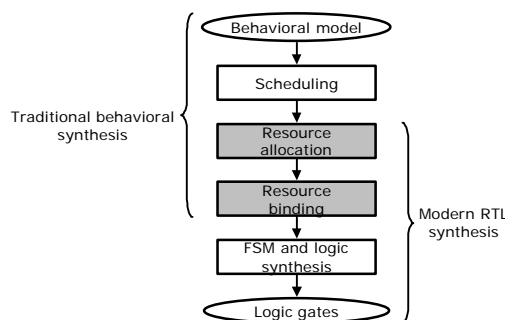 Behavioral model
Scheduling
Traditional behavioral
synthesis
Resource
allocation
Resource
binding
Modern RTL
synthesis
FSM and logic
synthesis
Logic gates